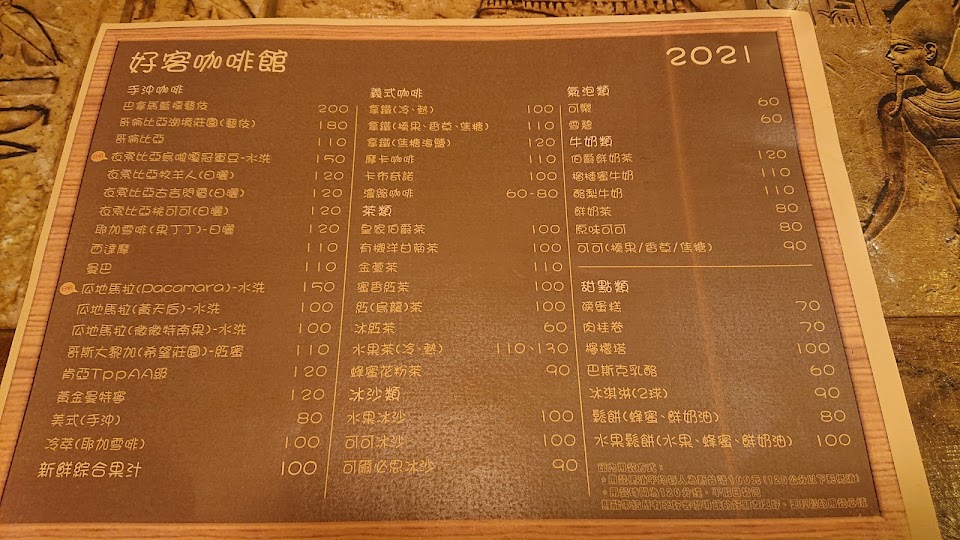 好客咖啡館
2021
手沖咖啡
巴拿馬藍標藝伎 200
哥倫比亞湖境莊園(藝伎) 180
哥倫比亞 110
衣索比亞烏嘎嘎冠軍豆-水洗 150
衣索比亞牧羊人(日曬) 120
衣索比亞古吉閃靈(日曬) 120
衣索比亞桃可可(日曬) 120
耶加雪啡(果丁丁)-日曬 120
西達摩 110
曼巴 110
瓜地馬拉(pacamara)-水洗 150
瓜地馬拉(黃天后)-水洗 100
瓜地馬拉(薇薇特南果)-水洗 100
哥斯大黎加(希望莊園)-紅蜜 110
肯亞TppAA級 120
黃金曼特寧 120
美式(手沖) 80
冷萃(耶加雪啡) 100
新鮮綜合果汁 100
義式咖啡
拿鐵(冷、熱) 100
拿鐵(榛果、香草、焦糖) 110
拿鐵(焦糖海鹽) 120
摩卡咖啡 110
卡布奇諾 100
濃縮咖啡 60-80
茶類
皇家伯爵茶 100
有機洋甘菊茶 100
金萱茶 110
蜜香紅茶 100
紅(烏龍)茶 100
冰紅茶 60
水果茶(冷、熱) 110~130
蜂蜜花粉茶 90
冰沙類
水果冰沙 100
可可冰沙 100
可爾必思冰沙 90
氣泡類
可樂 60
雪碧 60
牛奶類
伯爵鮮奶茶 120
榴槤蜜牛奶 110
酪梨牛奶 110
鮮奶茶 80
原味可可 80
可可(榛果/香草/焦糖) 90
甜點類
磅蛋糕 70
肉桂卷 70
檸檬塔 100
巴斯克乳酪 60
冰淇淋(2球) 90
鬆餅(蜂蜜、鮮奶油) 80
水果鬆餅(水果、蜂蜜、鮮奶油) 100